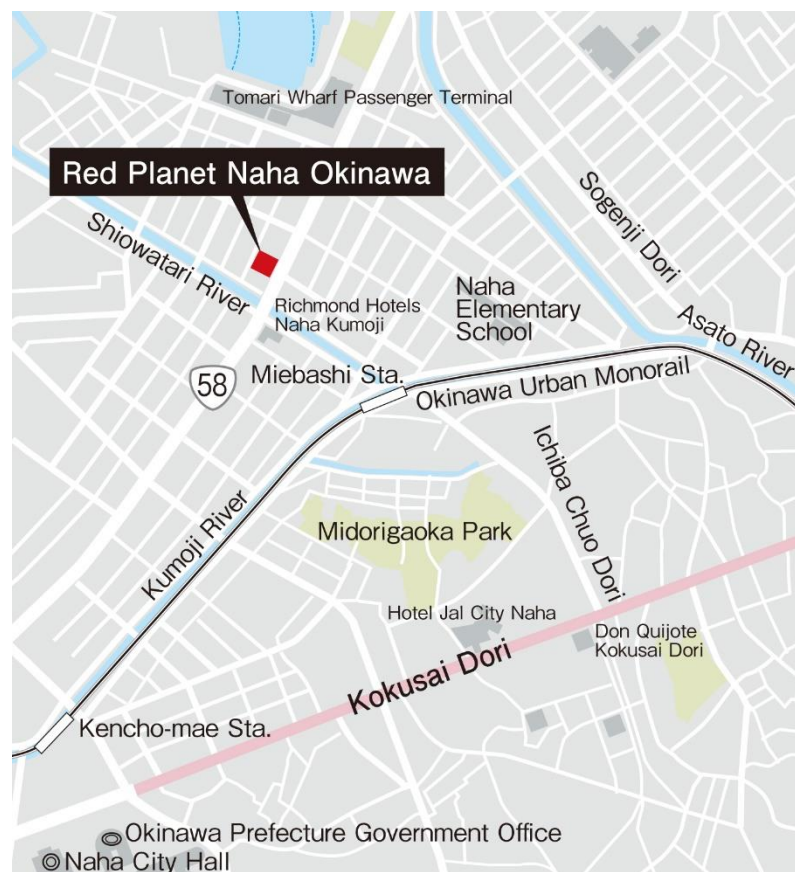 Tomari Wharf Passenger Terminal
Red Planet Naha Okinawa
Sogenji Dori
Shiowatari River
Richmond Hotels
Naha Kumoji
Naha
Elementary
School
Asato River
58
Miebashi Sta.
Okinawa Urban Monorail
Ichiba Chuo Dori
Kumoji River
Midorigaoka Park
Hotel Jal City Naha
Don Quijote
Kokusai Dori
Kokusai Dori
Kencho-mae Sta.
Okinawa Prefecture Government Office
Naha City Hall